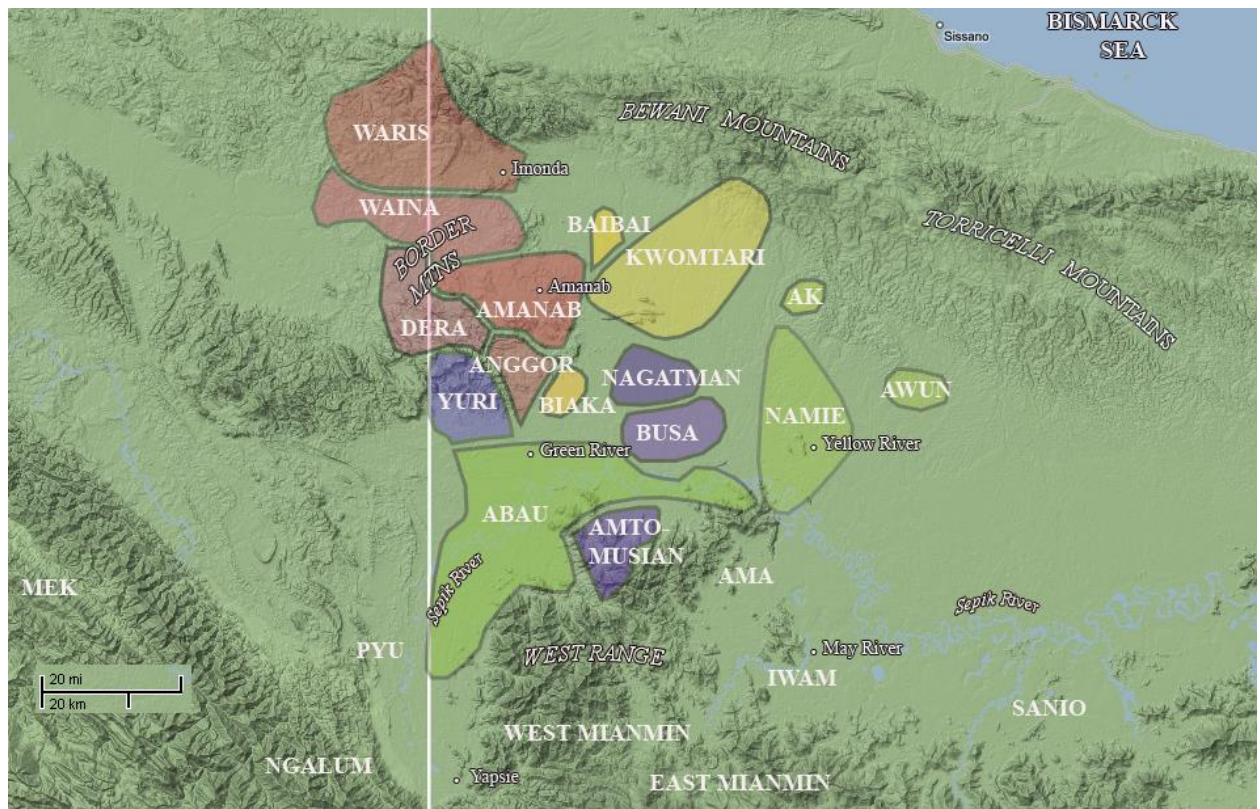 BISMARCK
SEA
Sissano
BEWANI MOUNTAINS
WARIS
Imonda
WAINA
BAIBAI
TORRICELLI MOUNTAINS
BORDER
MTNS
KWOMTARI
Amanab
AK
AMANAB
DERA
ANGGOR
NAGATMAN
AWUN
YURI
BIAKA
NAMIE
BUSA
Green River
Yellow River
ABAU
AMTO-
MUSIAN
AMA
MEK
Sepik River
Sepik River
PYU
WEST RANGE
May River
IWAM
20 mi
20 km
SANIO
WEST MIANMIN
NGALUM
Yapsie
EAST MIANMIN